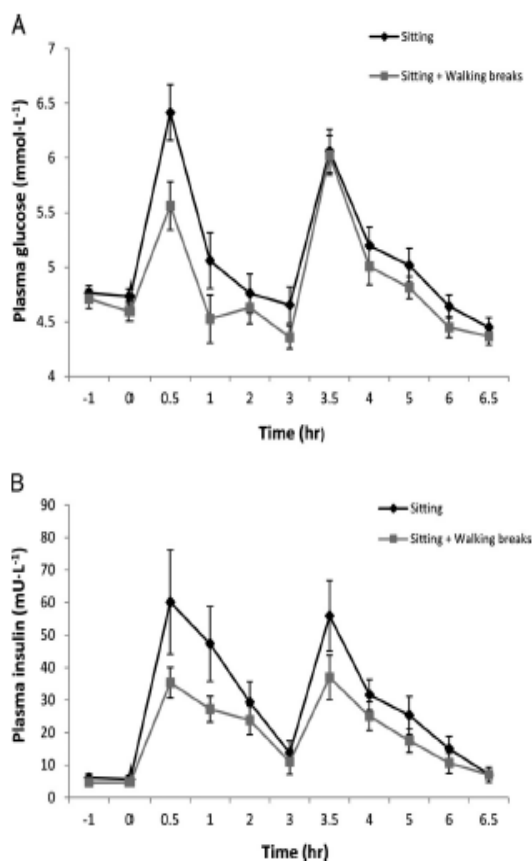 A
Sitting
Sitting + Walking breaks
Plasma glucose (mmol·L⁻¹)
7
6.5
6
5.5
5
4.5
4
-1 0 0.5 1 2 3 3.5 4 5 6 6.5
Time (hr)
B
Sitting
Sitting + Walking breaks
Plasma insulin (mU·L⁻¹)
90
80
70
60
50
40
30
20
10
0
-1 0 0.5 1 2 3 3.5 4 5 6 6.5
Time (hr)